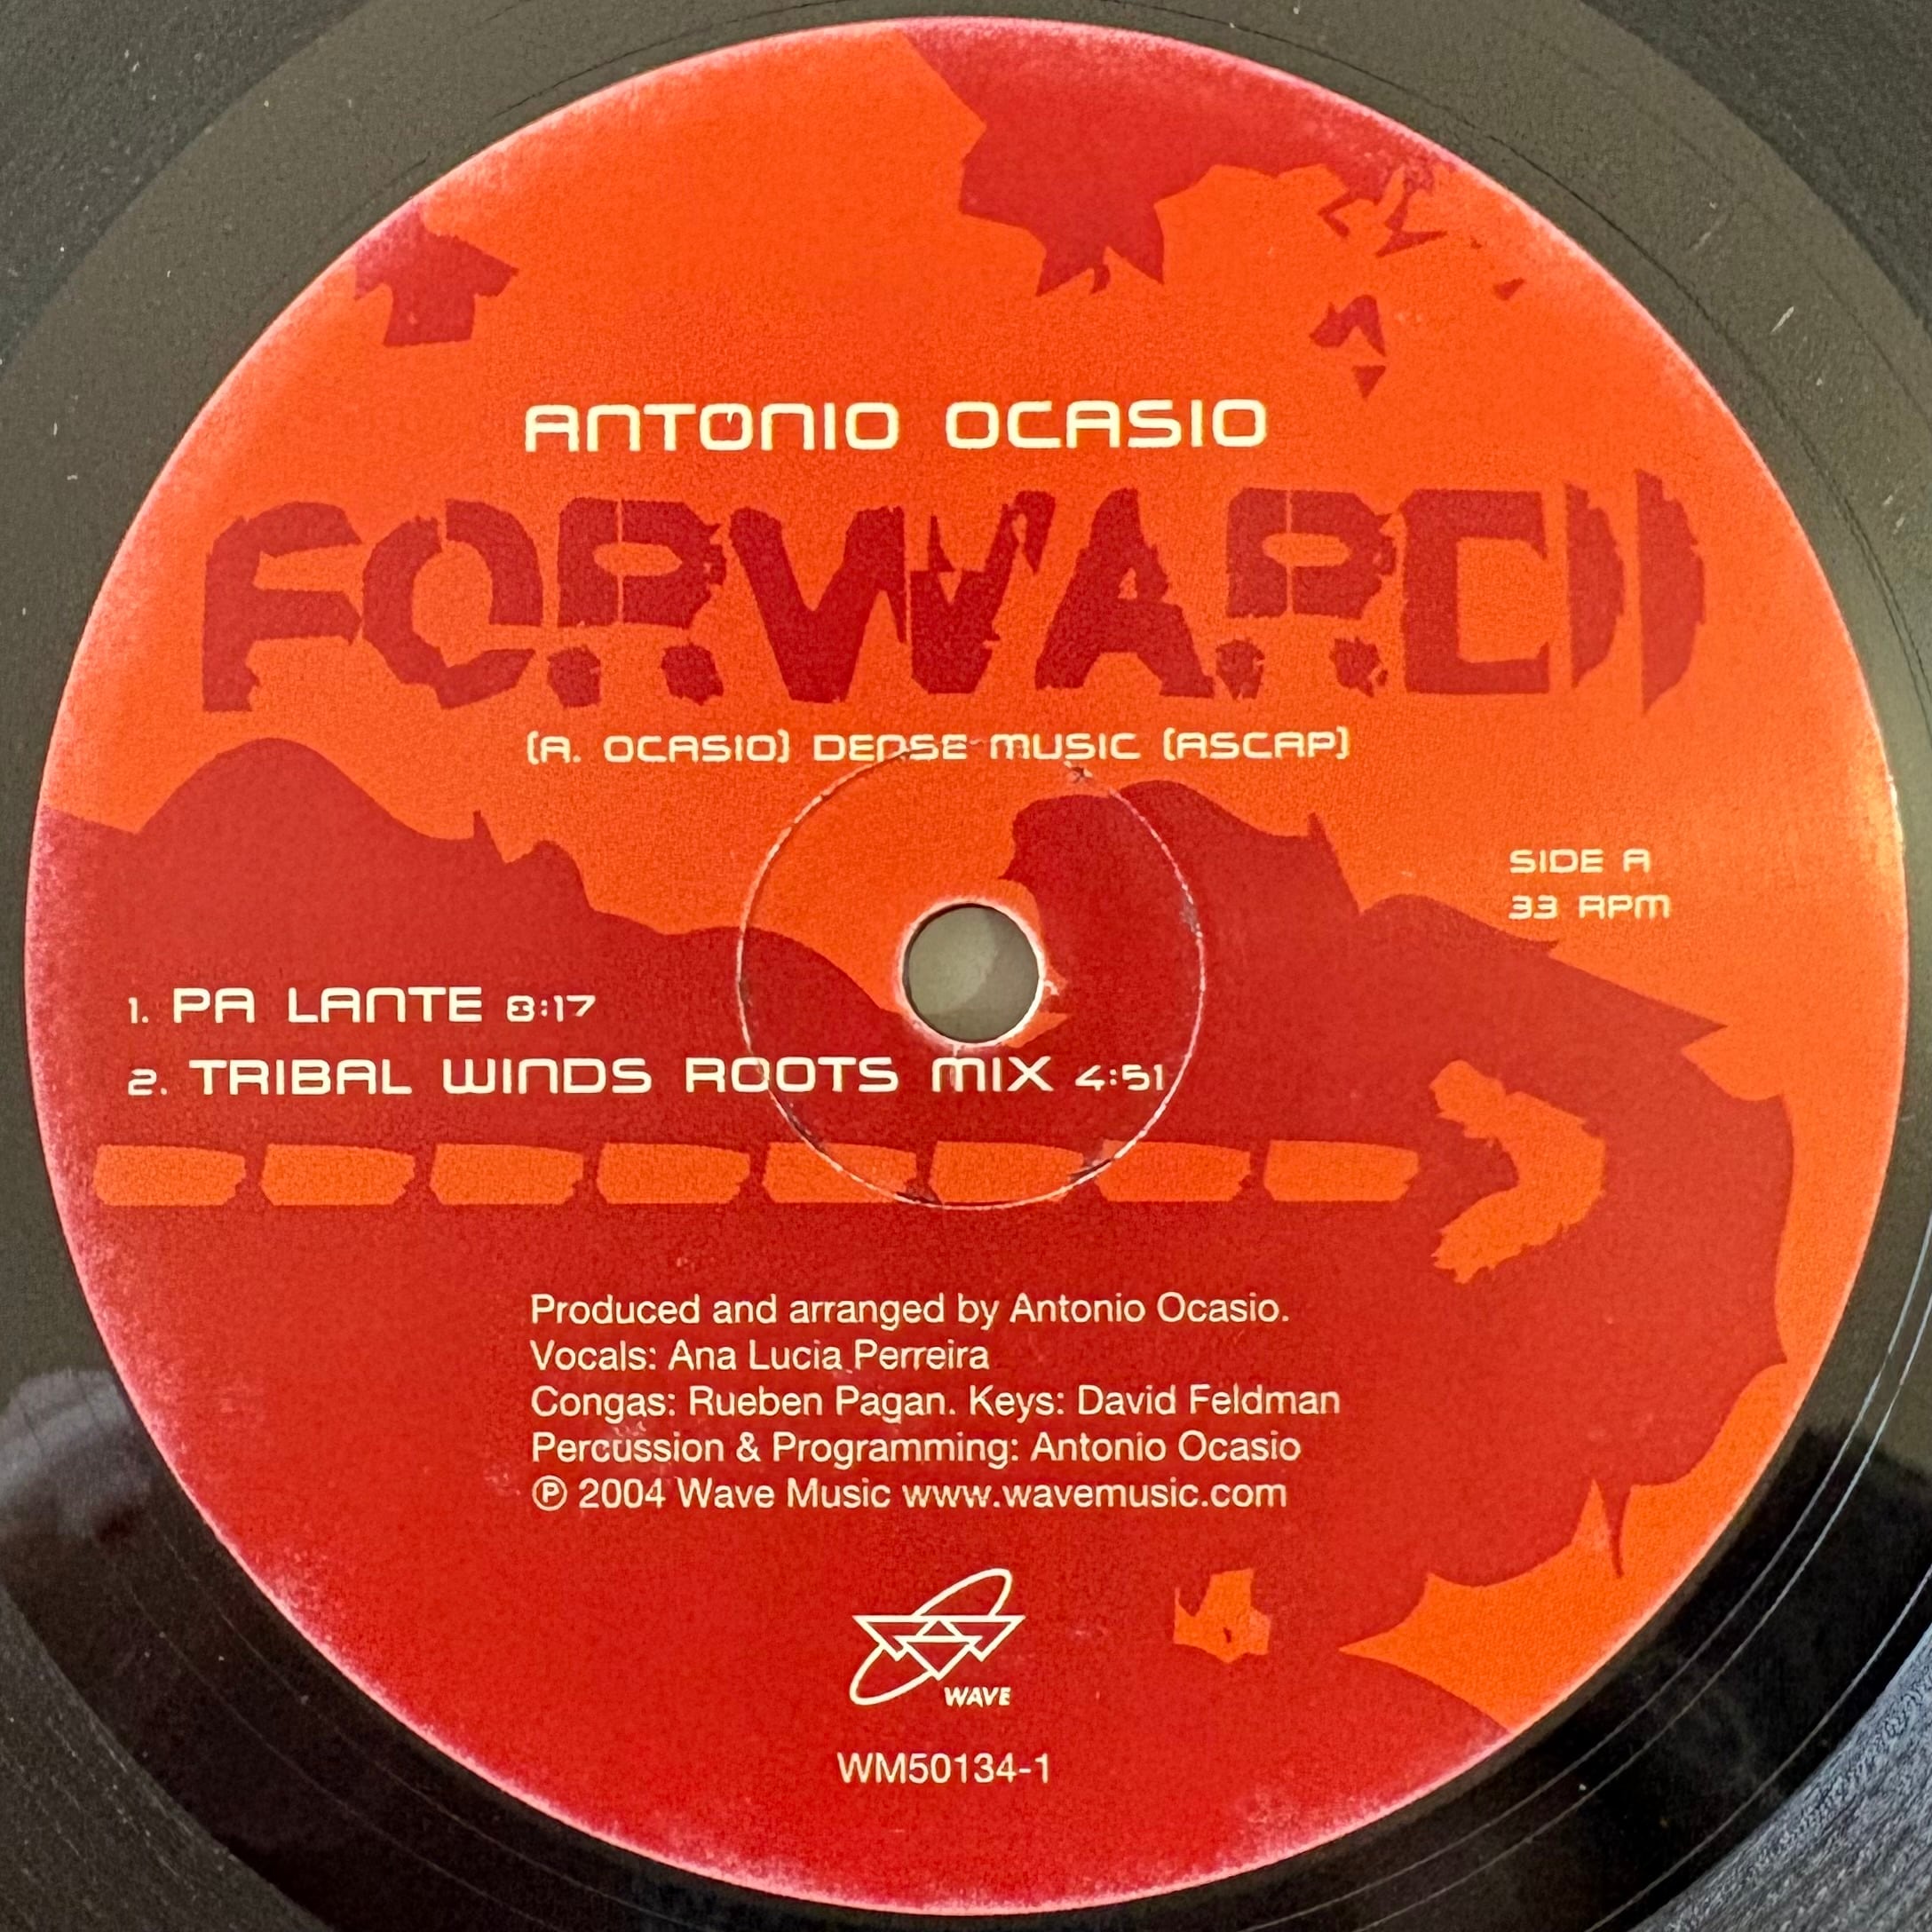 ANTONIO OCASIO
FORWARD
(A. OCASIO) DENSE MUSIC (ASCAP)
SIDE A
33 RPM
1. PA LANTE 8:17
2. TRIBAL WINDS ROOTS MIX 4:51
Produced and arranged by Antonio Ocasio.
Vocals: Ana Lucia Perreira
Congas: Rueben Pagan. Keys: David Feldman
Percussion & Programming: Antonio Ocasio
℗ 2004 Wave Music www.wavemusic.com
WAVE
WM50134-1